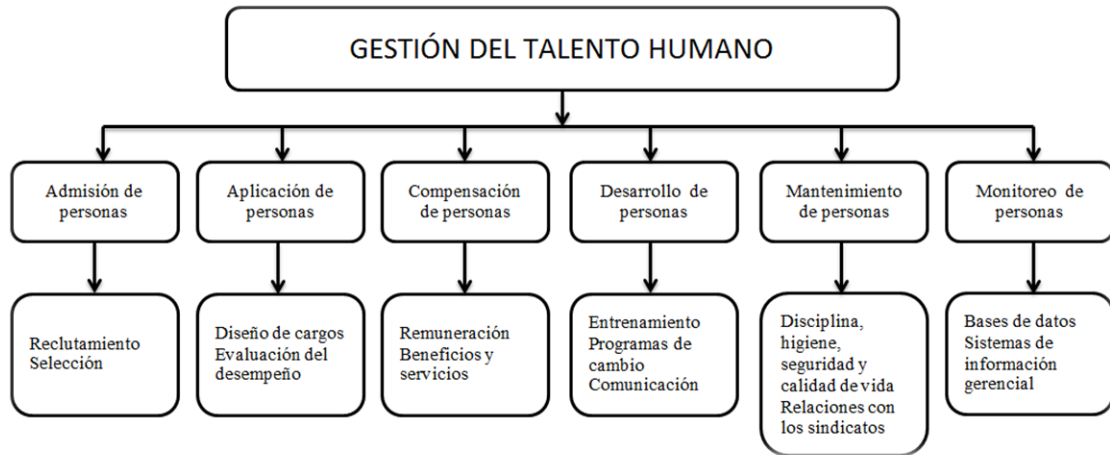 GESTIÓN DEL TALENTO HUMANO
Admisión de
personas
Aplicación de
personas
Compensación
de personas
Desarrollo de
personas
Mantenimiento
de personas
Monitoreo de
personas
Reclutamiento
Selección
Diseño de cargos
Evaluación del
desempeño
Remuneración
Beneficios y
servicios
Entrenamiento
Programas de
cambio
Comunicación
Disciplina,
higiene,
seguridad y
calidad de vida
Relaciones con
los sindicatos
Bases de datos
Sistemas de
información
gerencial